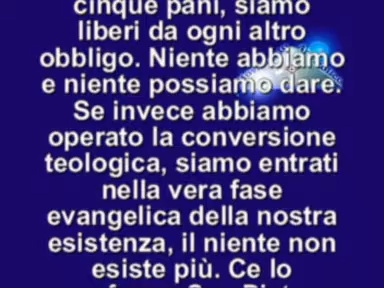 cinque pani, siamo
liberi da ogni altro
obbligo. Niente abbiamo
e niente possiamo dare.
Se invece abbiamo
operato la conversione
teologica, siamo entrati
nella vera fase
evangelica della nostra
esistenza, il niente non
esiste più. Ce lo